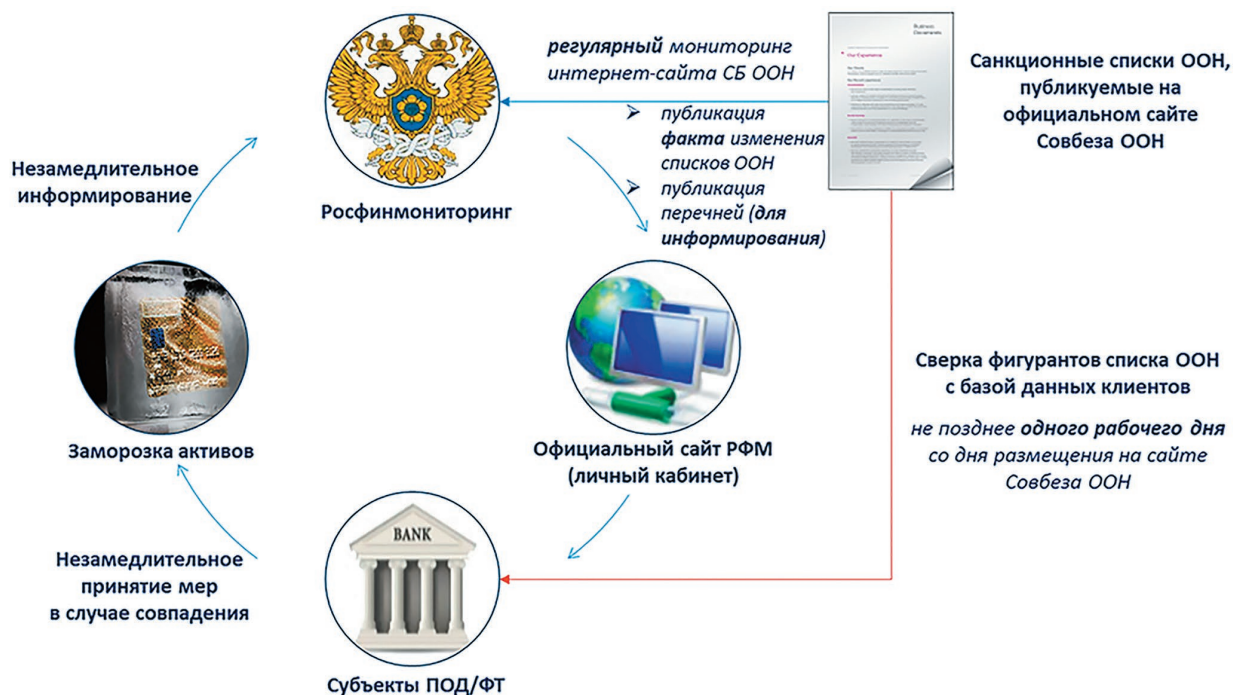 регулярный мониторинг
интернет-сайта СБ ООН
Business
Documents
Our Experience
Санкционные списки ООН,
публикуемые на
официальном сайте
Совбеза ООН
➢ публикация
факта изменения
списков ООН
➢ публикация
перечней (для
информирования)
Незамедлительное
информирование
Росфинмониторинг
Заморозка активов
Официальный сайт РФМ
(личный кабинет)
Сверка фигурантов списка ООН
с базой данных клиентов
не позднее одного рабочего дня
со дня размещения на сайте
Совбеза ООН
Незамедлительное
принятие мер
в случае совпадения
BANK
Субъекты ПОД/ФТ